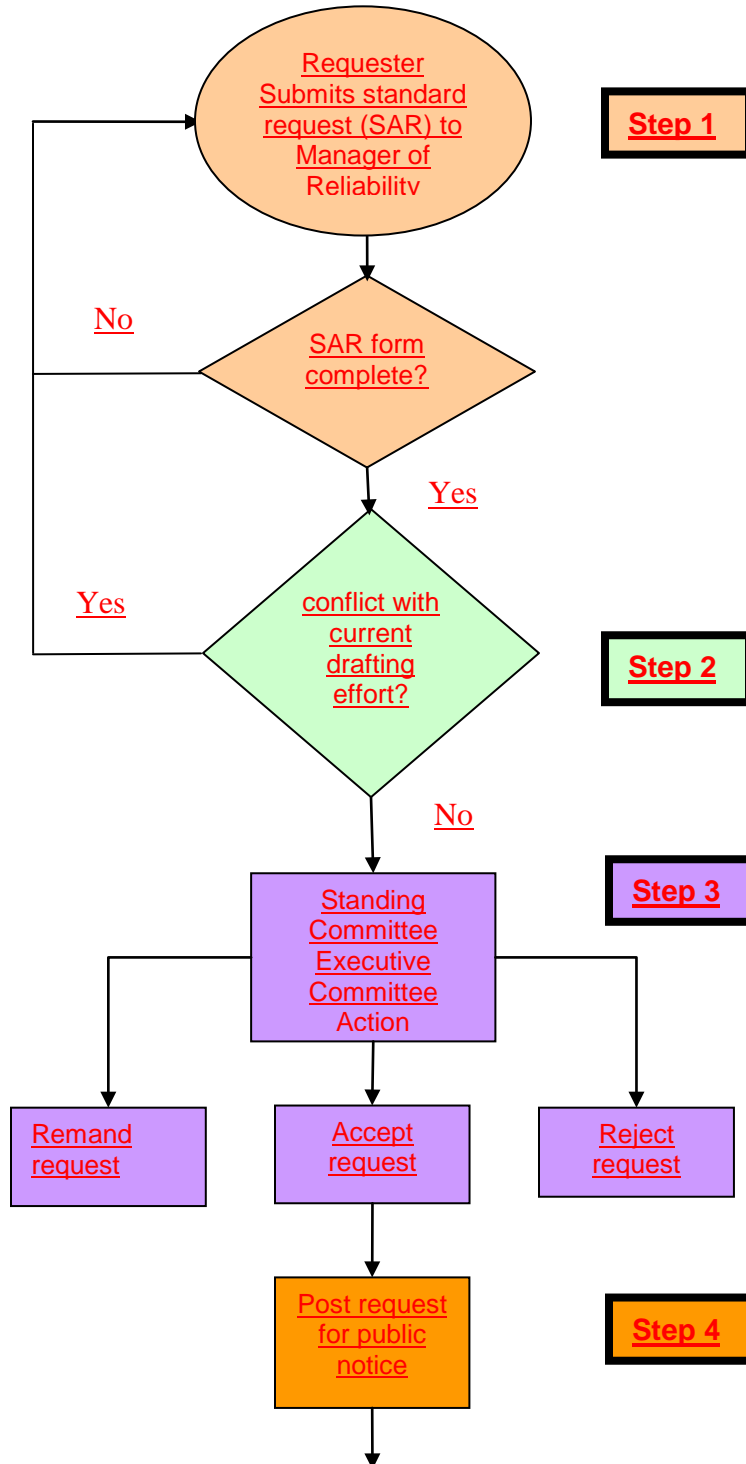 Requester
Submits standard
request (SAR) to
Manager of
Reliability
Step 1
No
SAR form
complete?
Yes
Yes
conflict with
current
drafting
effort?
Step 2
No
Standing
Committee
Executive
Committee
Action
Step 3
Remand
request
Accept
request
Reject
request
Post request
for public
notice
Step 4